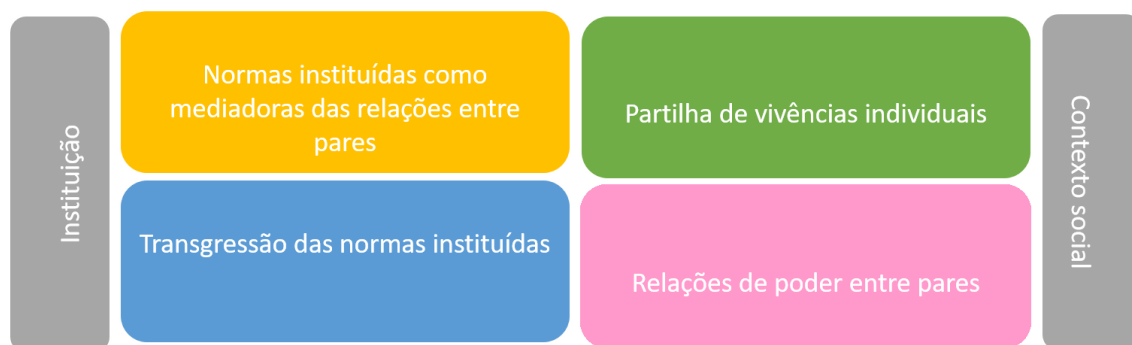 Instituição
Normas instituídas como
mediadoras das relações entre
pares
Partilha de vivências individuais
Transgressão das normas instituídas
Relações de poder entre pares
Contexto social